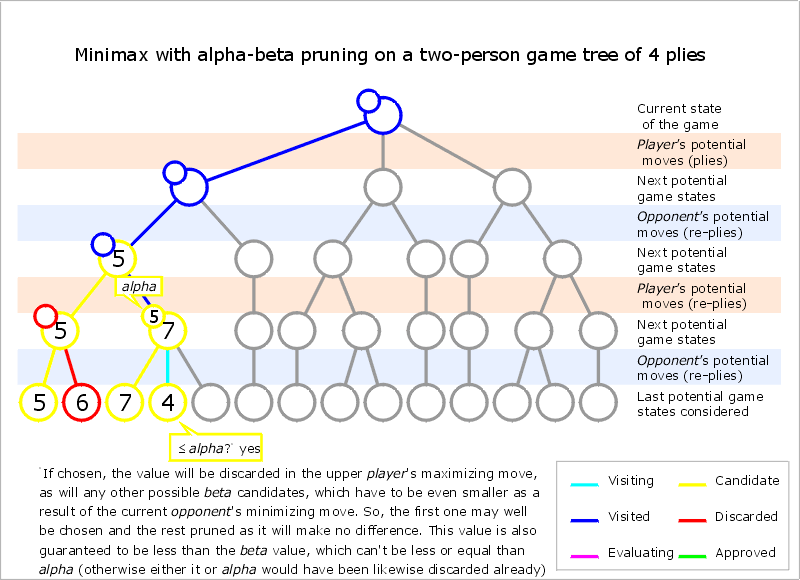 Minimax with alpha-beta pruning on a two-person game tree of 4 plies
Current state
of the game
Player's potential
moves (plies)
Next potential
game states
Opponent's potential
moves (re-plies)
5
Next potential
game states
alpha
Player's potential
moves (re-plies)
5
5
7
Next potential
game states
Opponent's potential
moves (re-plies)
5
6
7
4
Last potential game
states considered
≤ alpha?* yes
*If chosen, the value will be discarded in the upper player's maximizing move,
as will any other possible beta candidates, which have to be even smaller as a
result of the current opponent's minimizing move. So, the first one may well
be chosen and the rest pruned as it will make no difference. This value is also
guaranteed to be less than the beta value, which can't be less or equal than
alpha (otherwise either it or alpha would have been likewise discarded already)
Visiting
Candidate
Visited
Discarded
Evaluating
Approved